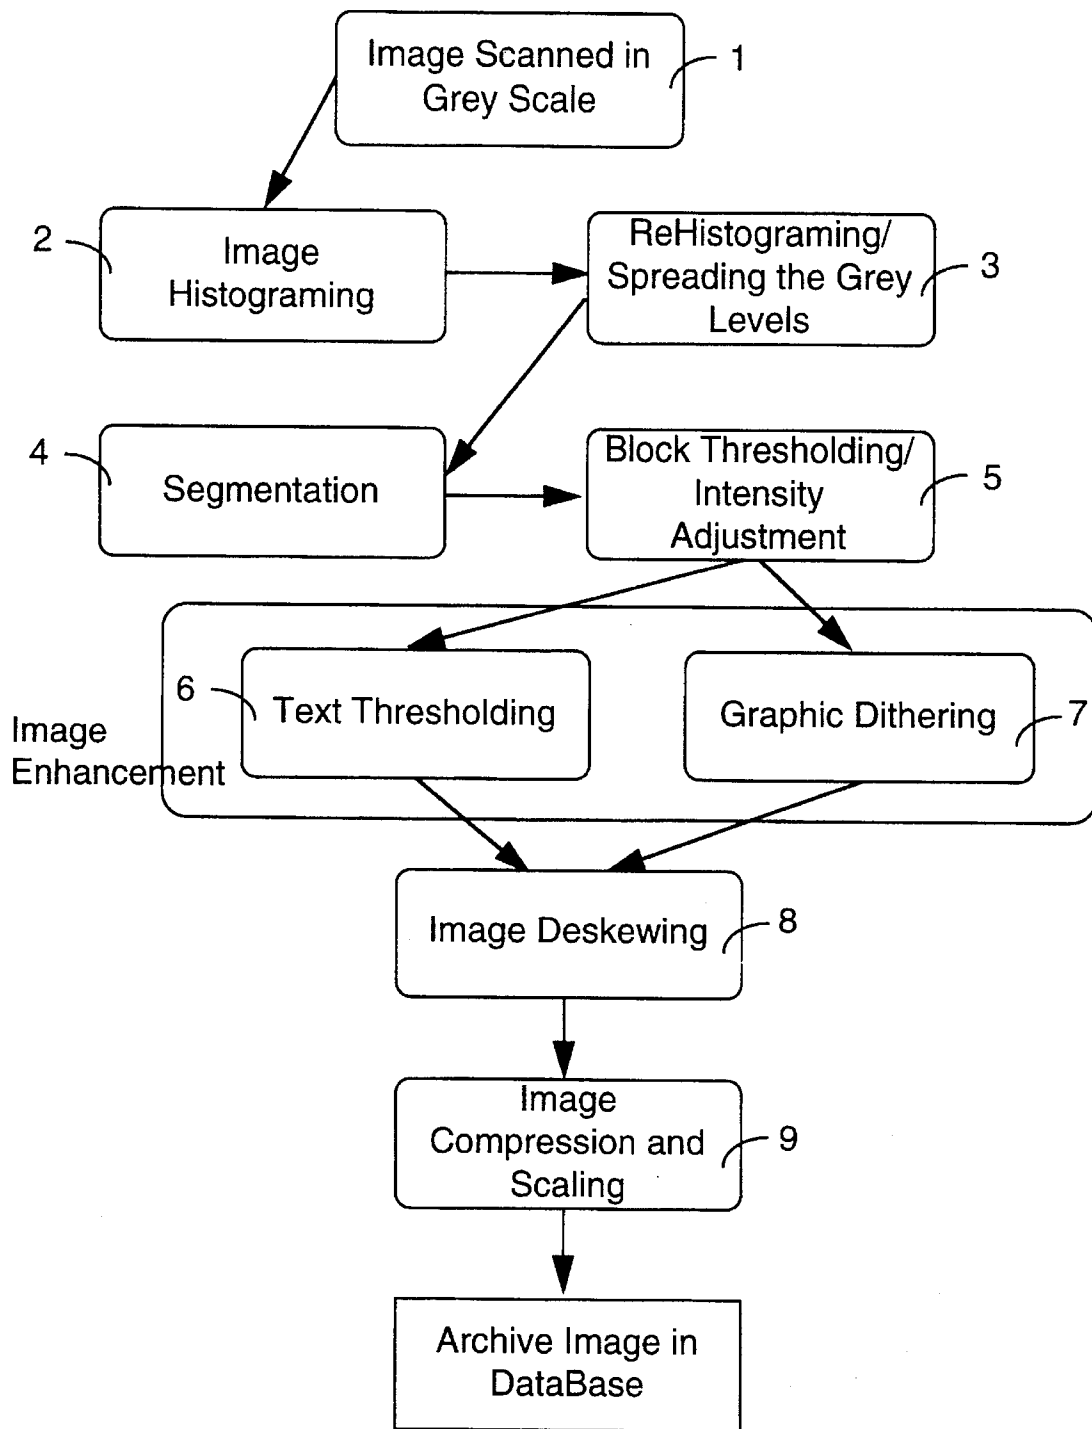 Image Scanned in
Grey Scale
1
2
Image
Histograming
ReHistograming/
Spreading the Grey
Levels
3
4
Segmentation
Block Thresholding/
Intensity
Adjustment
5
6
Text Thresholding
Graphic Dithering
7
Image
Enhancement
Image Deskewing
8
Image
Compression and
Scaling
9
Archive Image in
DataBase